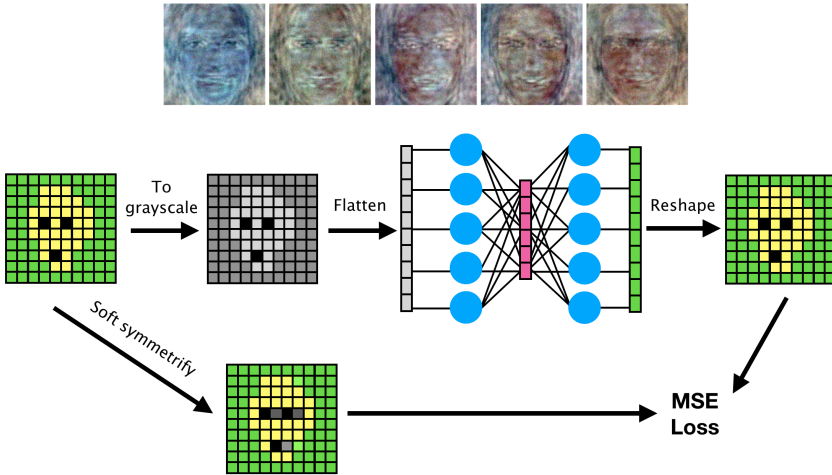 To
grayscale
Flatten
Reshape
Soft symmetrify
MSE
Loss